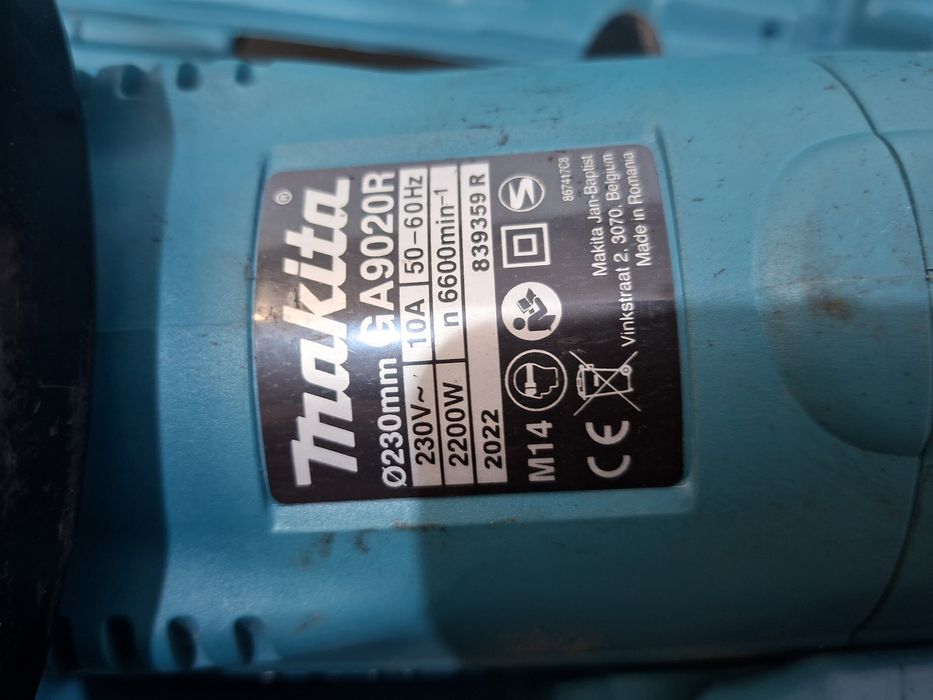 makita®
Ø230mm GA9020R
230V~ 10A 50-60Hz
2200W n 6600min⁻¹
2022 839359 R
M14
CE
867417C8
Makita Jan-Baptist
Vinkstraat 2, 3070, Belgium
Made in Romania